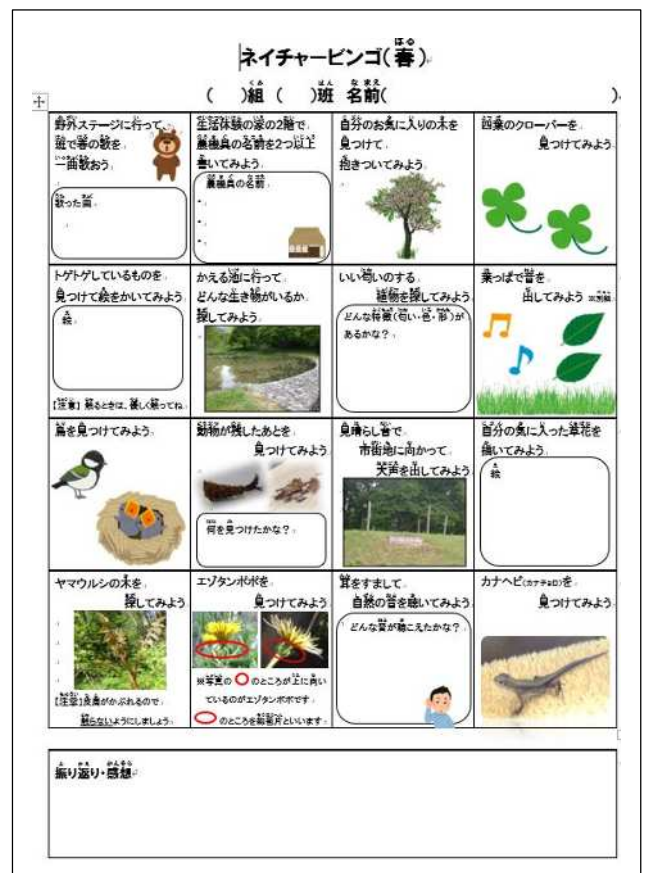 ネイチャービンゴ(春)
(　)組 (　)班 名前(　)
野外ステージに行って、
班で春の歌を
一曲歌おう
歌った曲
生活体験の家の2階で
農機具の名前を2つ以上
書いてみよう
農機具の名前
・
・
・
自分のお気に入りの木を
見つけて
抱きついてみよう
四葉のクローバーを
見つけてみよう
トゲトゲしているものを
見つけて絵をかいてみよう
絵
【注意】触るときは、優しく触ってね
かえる池に行って
どんな生き物がいるか
探してみよう
いい匂いのする
植物を探してみよう
どんな特徴(匂い・色・形)が
あるかな?
葉っぱで音を
出してみよう ※別紙
鳥を見つけてみよう
動物が残したあとを
見つけてみよう
何を見つけたかな?
見晴らし台で
市街地に向かって
大声を出してみよう
自分の気に入った草花を
描いてみよう
絵
ヤマウルシの木を
探してみよう
【注意】皮膚がかぶれるので
触らないようにしましょう
エゾタンポポを
見つけてみよう
※写真の のところが上に向い
ているのがエゾタンポポです
のところを総苞片といいます
耳をすまして
自然の音を聴いてみよう
どんな音が聴こえたかな?
カナヘビ(カナチョロ)を
見つけてみよう
振り返り・感想